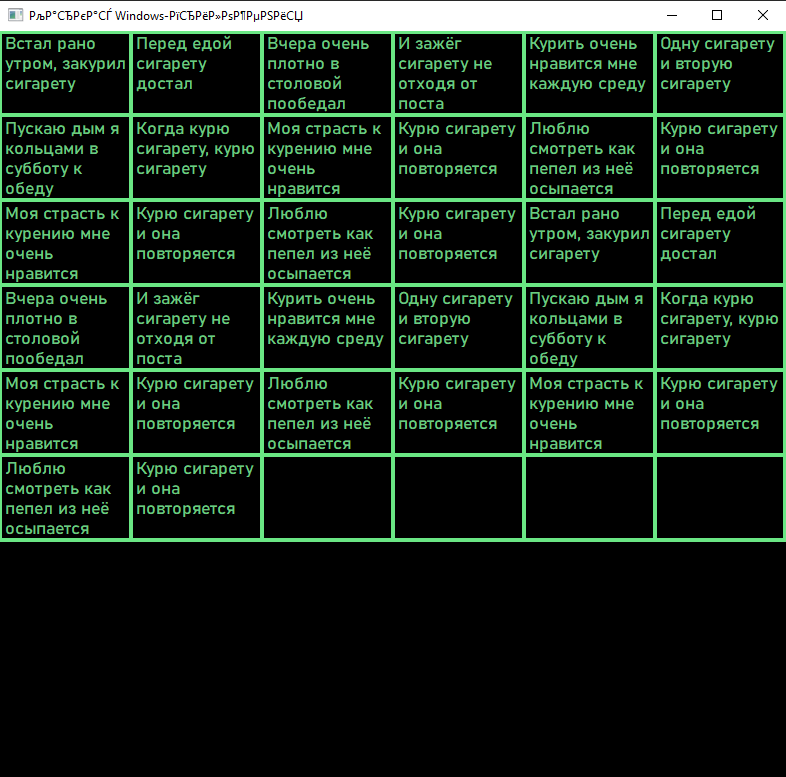 РљР°СЂРєР°СЃ Windows-РїСЂРёР»РѕР¶РµРЅРёСЏ
Встал рано
утром, закурил
сигарету
Перед едой
сигарету
достал
Вчера очень
плотно в
столовой
пообедал
И зажёг
сигарету не
отходя от
поста
Курить очень
нравится мне
каждую среду
Одну сигарету
и вторую
сигарету
Пускаю дым я
кольцами в
субботу к
обеду
Когда курю
сигарету, курю
сигарету
Моя страсть к
курению мне
очень
нравится
Курю сигарету
и она
повторяется
Люблю
смотреть как
пепел из неё
осыпается
Курю сигарету
и она
повторяется
Моя страсть к
курению мне
очень
нравится
Курю сигарету
и она
повторяется
Люблю
смотреть как
пепел из неё
осыпается
Курю сигарету
и она
повторяется
Встал рано
утром, закурил
сигарету
Перед едой
сигарету
достал
Вчера очень
плотно в
столовой
пообедал
И зажёг
сигарету не
отходя от
поста
Курить очень
нравится мне
каждую среду
Одну сигарету
и вторую
сигарету
Пускаю дым я
кольцами в
субботу к
обеду
Когда курю
сигарету, курю
сигарету
Моя страсть к
курению мне
очень
нравится
Курю сигарету
и она
повторяется
Люблю
смотреть как
пепел из неё
осыпается
Курю сигарету
и она
повторяется
Моя страсть к
курению мне
очень
нравится
Курю сигарету
и она
повторяется
Люблю
смотреть как
пепел из неё
осыпается
Курю сигарету
и она
повторяется